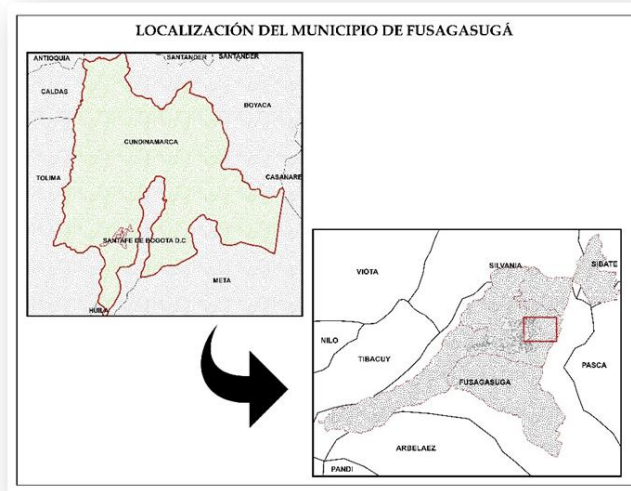 LOCALIZACIÓN DEL MUNICIPIO DE FUSAGASUGÁ
ANTIOQUIA
SANTANDER
SANTANDER
CALDAS
BOYACA
CUNDINAMARCA
CASANARE
TOLIMA
SANTAFE DE BOGOTA D.C
META
HUILA
SILVANIA
SIBATE
VIOTA
NILO
TIBACUY
PASCA
FUSAGASUGA
ARBELAEZ
PANDI